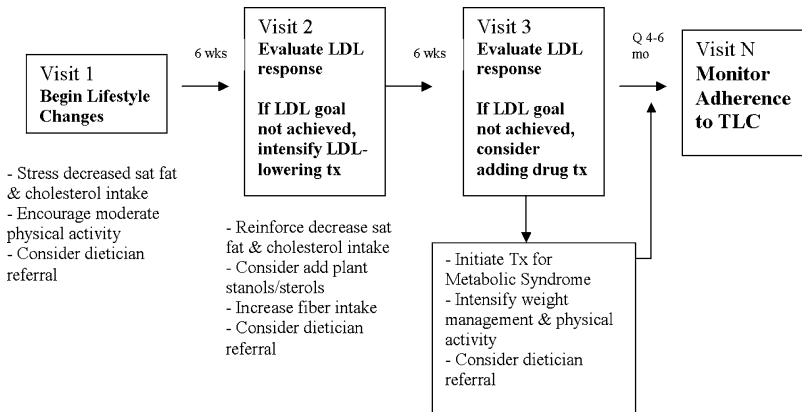 Visit 1
Begin Lifestyle
Changes
- Stress decreased sat fat
& cholesterol intake
- Encourage moderate
physical activity
- Consider dietician
referral
6 wks
Visit 2
Evaluate LDL
response
If LDL goal
not achieved,
intensify LDL-
lowering tx
- Reinforce decrease sat
fat & cholesterol intake
- Consider add plant
stanols/sterols
- Increase fiber intake
- Consider dietician
referral
6 wks
Visit 3
Evaluate LDL
response
If LDL goal
not achieved,
consider
adding drug tx
- Initiate Tx for
Metabolic Syndrome
- Intensify weight
management & physical
activity
- Consider dietician
referral
Q 4-6
mo
Visit N
Monitor
Adherence
to TLC